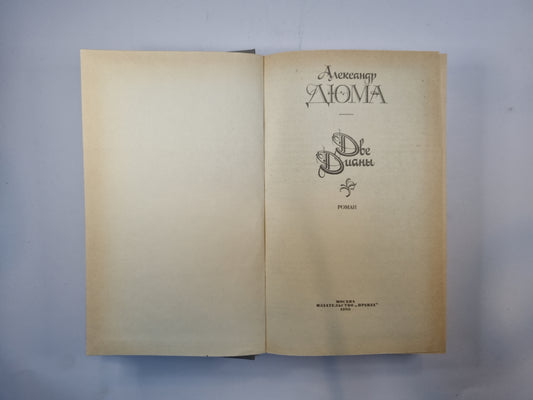 Александр
ДЮМА
Две
Дианы
РОМАН
МОСКВА
ИЗДАТЕЛЬСТВО „ПРАВДА"